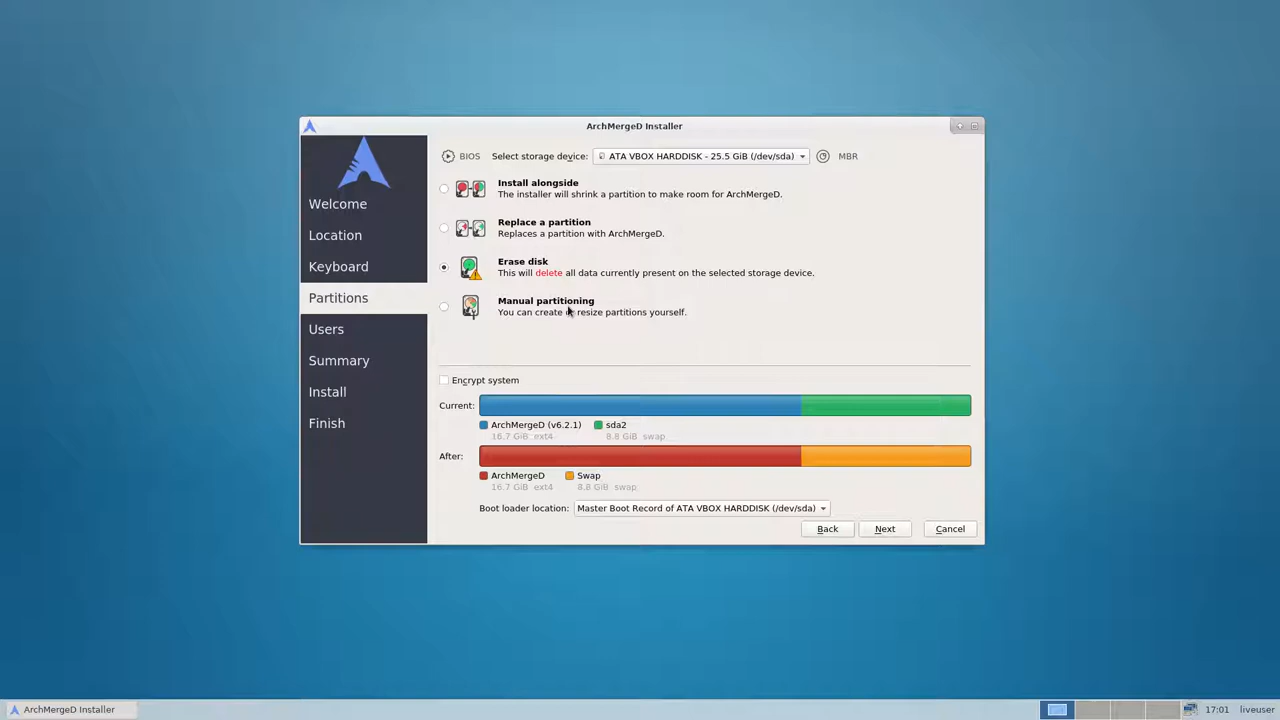 ArchMergeD Installer
BIOS Select storage device: ATA VBOX HARDDISK - 25.5 GiB (/dev/sda) MBR
Install alongside
The installer will shrink a partition to make room for ArchMergeD.
Replace a partition
Replaces a partition with ArchMergeD.
Erase disk
This will delete all data currently present on the selected storage device.
Manual partitioning
You can create or resize partitions yourself.
Welcome
Location
Keyboard
Partitions
Users
Summary
Install
Finish
Encrypt system
Current:
ArchMergeD (v6.2.1) sda2
16.7 GiB ext4 8.8 GiB swap
After:
ArchMergeD Swap
16.7 GiB ext4 8.8 GiB swap
Boot loader location: Master Boot Record of ATA VBOX HARDDISK (/dev/sda)
Back Next Cancel
ArchMergeD Installer 17:01 liveuser